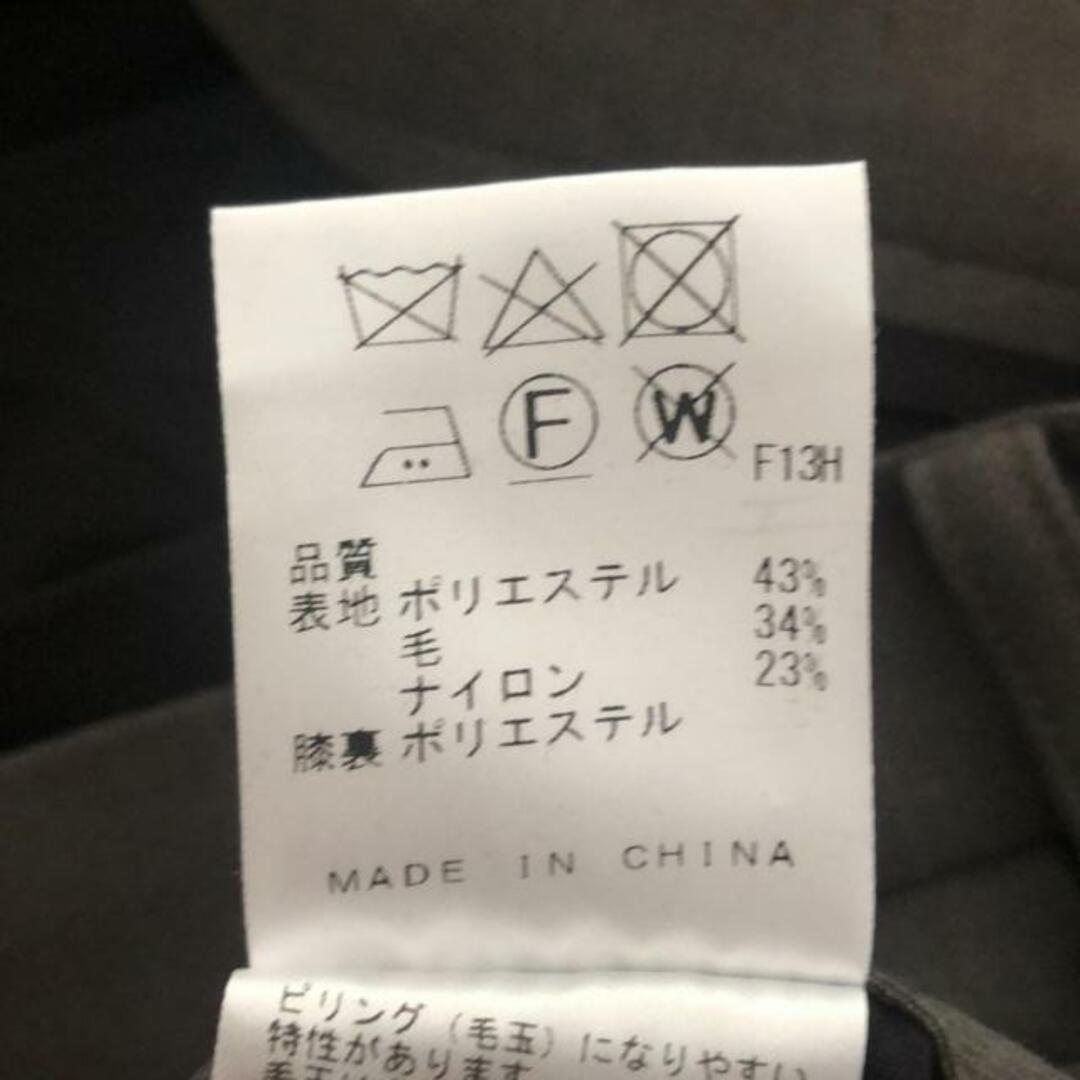 F W F13H
品質
表地 ポリエステル 43%
毛 34%
ナイロン 23%
膝裏 ポリエステル
MADE IN CHINA
ピリング(毛玉)になりやすい
特性があります